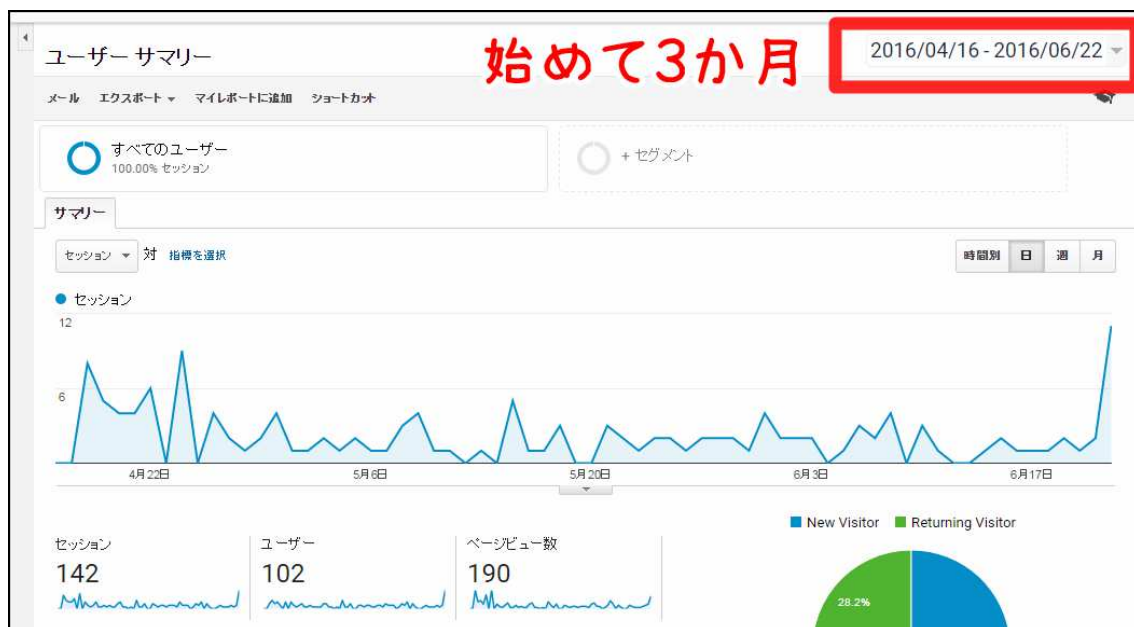 ユーザー サマリー
始めて3か月
2016/04/16 - 2016/06/22
メール エクスポート マイレポートに追加 ショートカット
すべてのユーザー
100.00% セッション
+ セグメント
サマリー
セッション 対 指標を選択
時間別 日 週 月
セッション
12
6
4月22日 5月6日 5月20日 6月3日 6月17日
New Visitor Returning Visitor
セッション ユーザー ページビュー数
142 102 190
28.2%